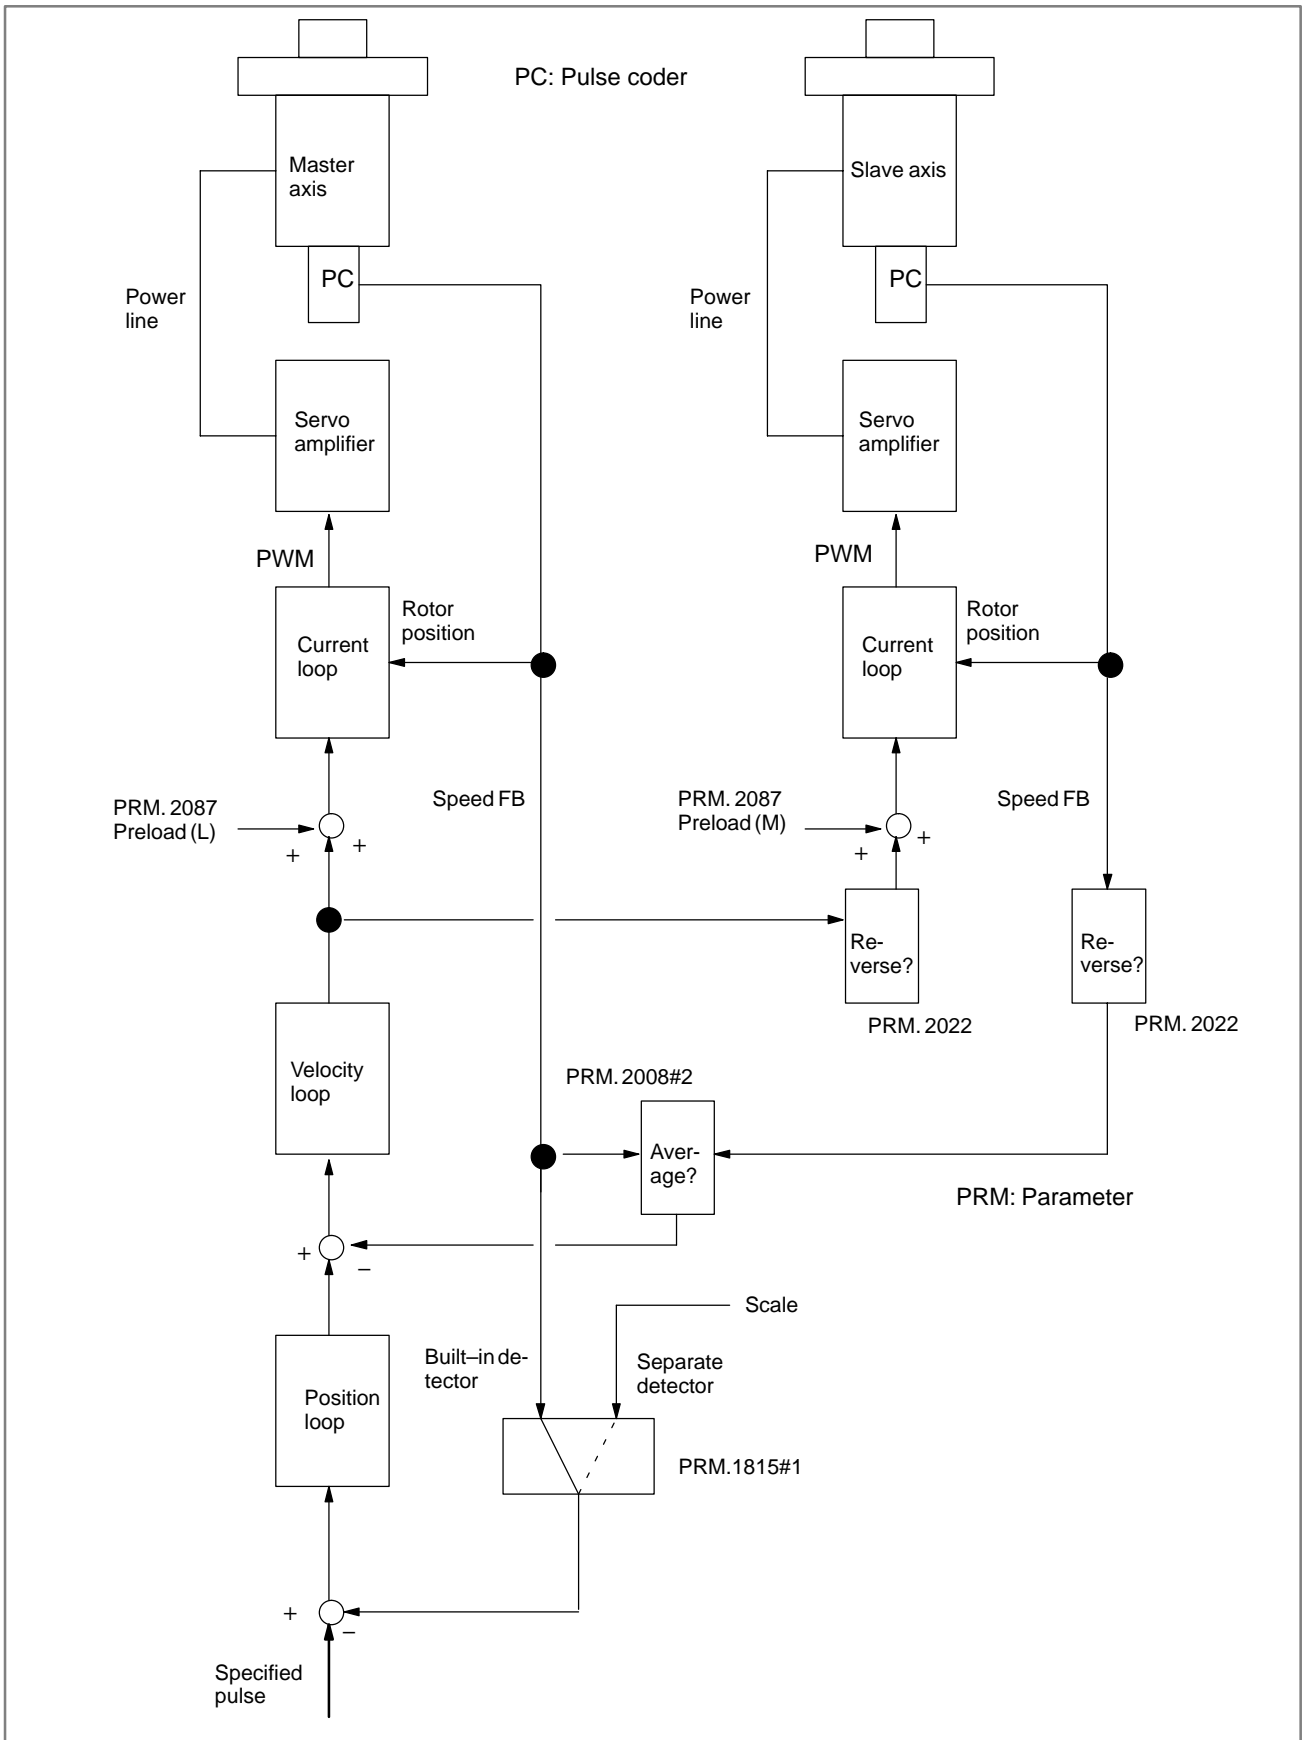 PC: Pulse coder
Master
axis
Slave axis
PC
PC
Power
line
Power
line
Servo
amplifier
Servo
amplifier
PWM
PWM
Rotor
position
Rotor
position
Current
loop
Current
loop
PRM. 2087
Preload (L)
Speed FB
PRM. 2087
Preload (M)
Speed FB
+
+
+
+
Re-
verse?
Re-
verse?
PRM. 2022
PRM. 2022
Velocity
loop
PRM. 2008#2
Aver-
age?
PRM: Parameter
+
–
Scale
Built–in de-
tector
Separate
detector
Position
loop
PRM.1815#1
+
–
Specified
pulse